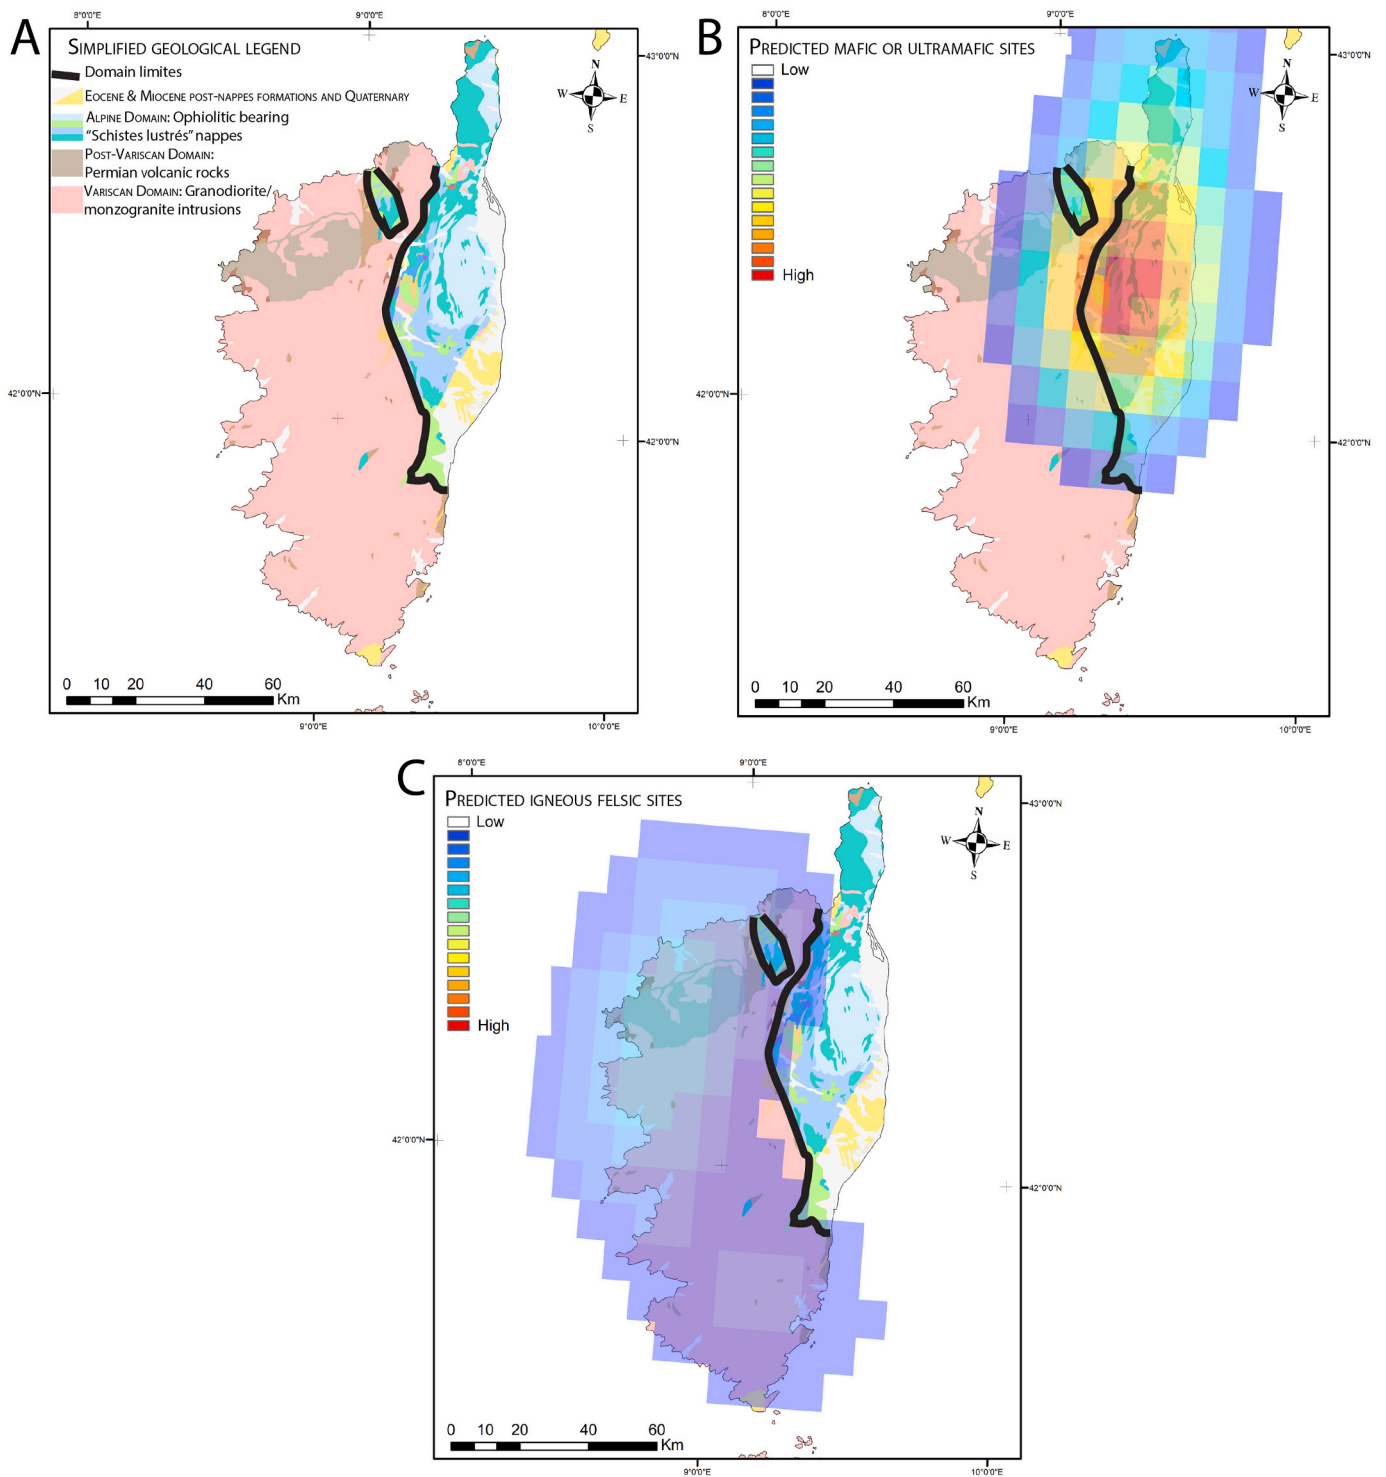 A
8°0'0"E
9°0'0"E
SIMPLIFIED GEOLOGICAL LEGEND
Domain limites
EOCENE & MIOCENE POST-NAPPES FORMATIONS AND QUATERNARY
ALPINE DOMAIN: Ophiolitic bearing
"Schistes lustrés" nappes
POST-VARISCAN DOMAIN:
Permian volcanic rocks
VARISCAN DOMAIN: Granodiorite/
monzogranite intrusions
43°0'0"N
N
W
E
S
42°0'0"N
42°0'0"N
0 10 20 40 60
Km
9°0'0"E
10°0'0"E
B
8°0'0"E
9°0'0"E
PREDICTED MAFIC OR ULTRAMAFIC SITES
Low
High
43°0'0"N
N
W
E
S
42°0'0"N
42°0'0"N
0 10 20 40 60
Km
9°0'0"E
10°0'0"E
C
8°0'0"E
9°0'0"E
PREDICTED IGNEOUS FELSIC SITES
Low
High
43°0'0"N
N
W
E
S
42°0'0"N
42°0'0"N
0 10 20 40 60
Km
9°0'0"E
10°0'0"E